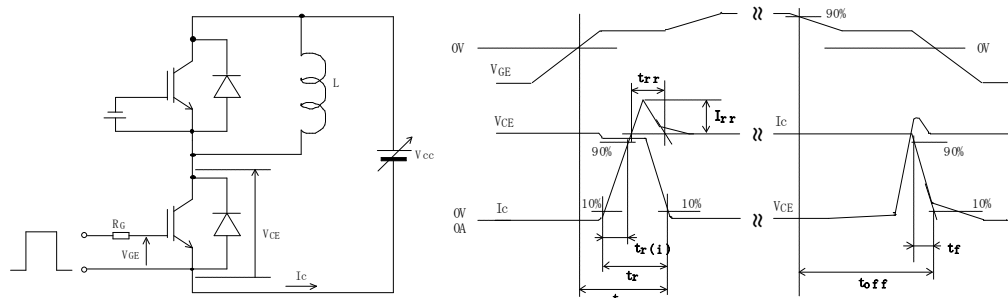 L
Vcc
RG
VGE
VCE
Ic
0V
VGE
90%
0V
trr
Irr
VCE
Ic
90%
90%
0V
0A
Ic
10%
10%
VCE
10%
tr(i)
tr
tf
toff